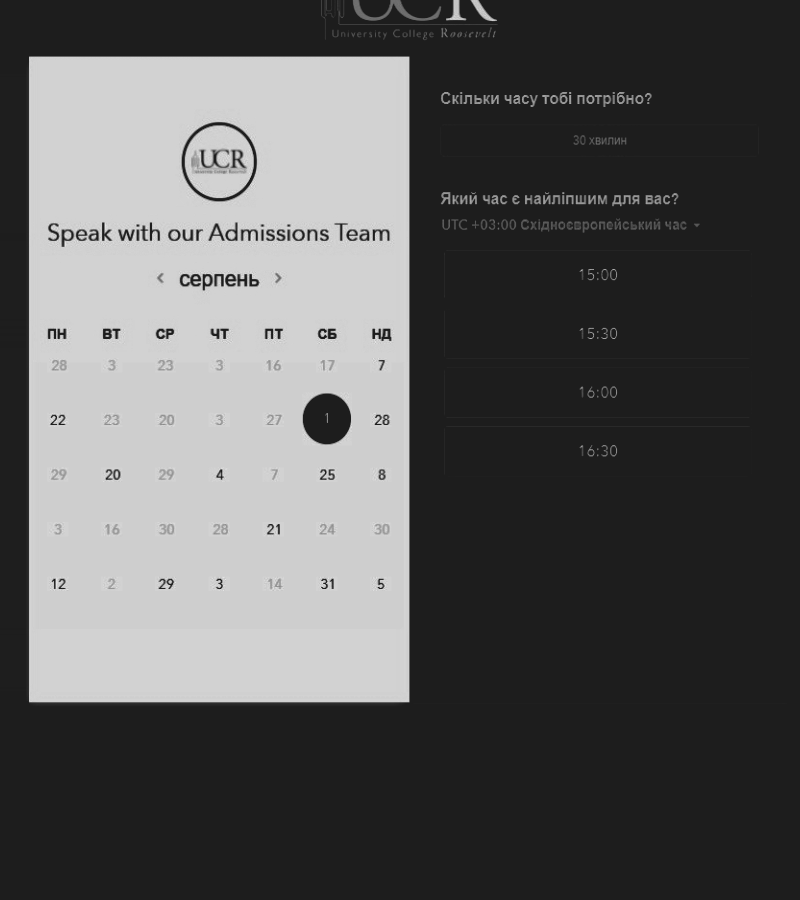 UCR
University College Roosevelt
UCR
Speak with our Admissions Team
серпень
ПН ВТ СР ЧТ ПТ СБ НД
28 3 23 3 16 17 7
22 23 20 3 27 1 28
29 20 29 4 7 25 8
3 16 30 28 21 24 30
12 2 29 3 14 31 5
Скільки часу тобі потрібно?
30 хвилин
Який час є найліпшим для вас?
UTC +03:00 Східноєвропейський час
15:00
15:30
16:00
16:30